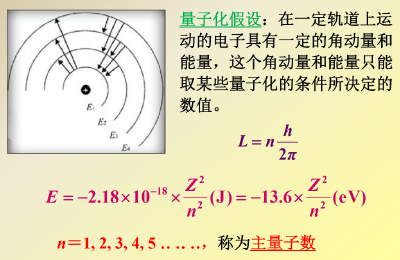 量子化假设：在一定轨道上运
动的电子具有一定的角动量和
能量，这个角动量和能量只能
取某些量子化的条件所决定的
数值。
E₁
E₂
E₃
E₄
L = n h/2π
E = −2.18×10⁻¹⁸ × Z²/n² (J) = −13.6× Z²/n² (eV)
n＝1, 2, 3, 4, 5 ‥ ‥ ‥，称为主量子数